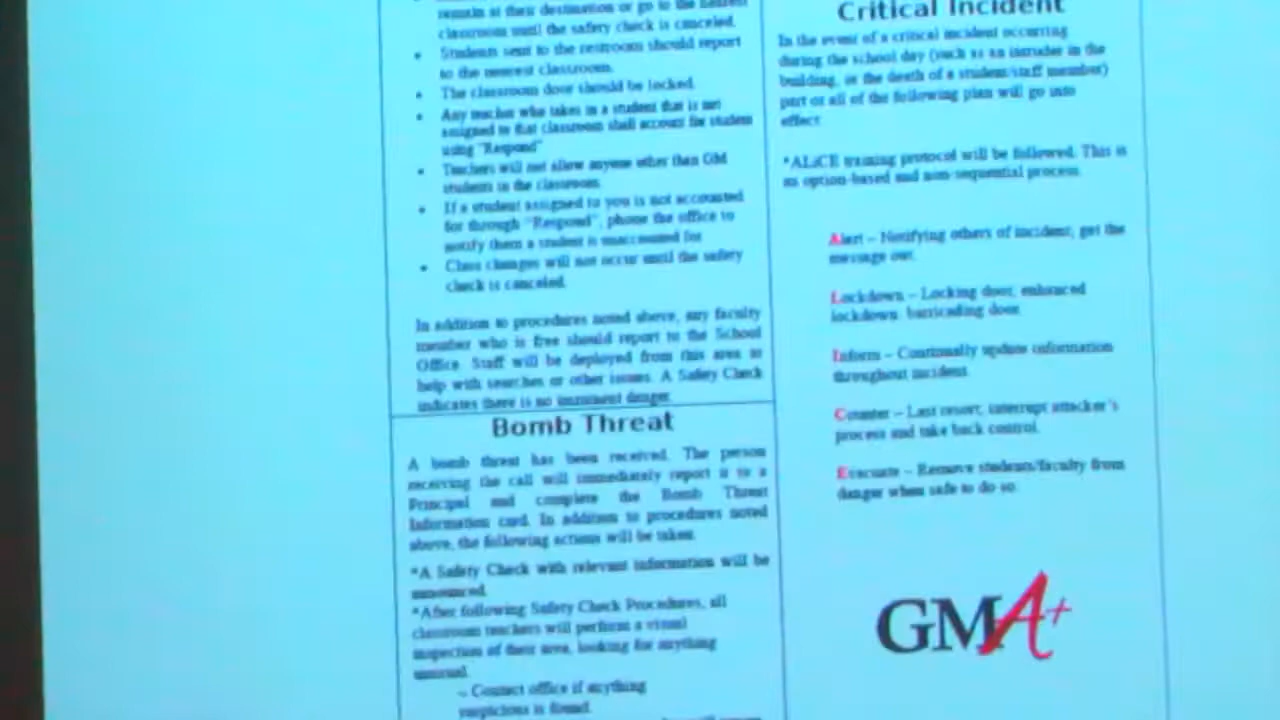 remain at their destination or go to the nearest
classroom until the safety check is canceled.
• Students sent to the restroom should report
to the nearest classroom.
• The classroom door should be locked.
• Any teacher who takes in a student that is not
assigned to that classroom shall account for student
using "Respond"
• Teachers will not allow anyone other than GM
students in the classroom.
• If a student assigned to you is not accounted
for through "Respond", phone the office to
notify them a student is unaccounted for
• Class changes will not occur until the safety
check is canceled.
In addition to procedures noted above, any faculty
member who is free should report to the School
Office. Staff will be deployed from this area to
help with searches or other issues. A Safety Check
indicates there is no imminent danger.
Bomb Threat
A bomb threat has been received. The person
receiving the call will immediately report it to a
Principal and complete the Bomb Threat
Information card. In addition to procedures noted
above, the following actions will be taken.
*A Safety Check with relevant information will be
announced.
*After following Safety Check Procedures, all
classroom teachers will perform a visual
inspection of their area, looking for anything
unusual.
– Contact office if anything
suspicious is found.
Critical Incident
In the event of a critical incident occurring
during the school day (such as an intruder in the
building, or the death of a student/staff member)
part or all of the following plan will go into
effect.
*ALiCE training protocol will be followed. This is
an option-based and non-sequential process.
Alert – Notifying others of incident; get the
message out.
Lockdown – Locking door, enhanced
lockdown: barricading door.
Inform – Continually update information
throughout incident.
Counter – Last resort, interrupt attacker's
process and take back control.
Evacuate – Remove students/faculty from
danger when safe to do so.
GMA+